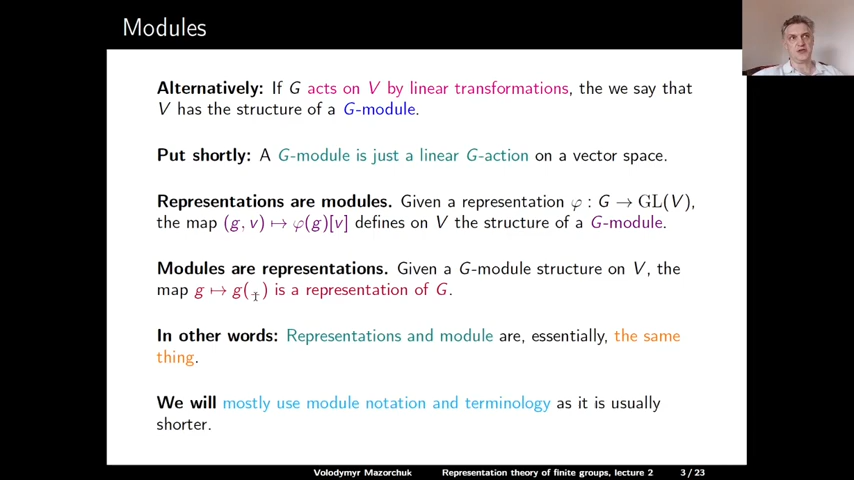 Modules
Alternatively: If G acts on V by linear transformations, the we say that
V has the structure of a G-module.
Put shortly: A G-module is just a linear G-action on a vector space.
Representations are modules. Given a representation φ : G → GL(V),
the map (g, v) ↦ φ(g)[v] defines on V the structure of a G-module.
Modules are representations. Given a G-module structure on V, the
map g ↦ g(_) is a representation of G.
In other words: Representations and module are, essentially, the same
thing.
We will mostly use module notation and terminology as it is usually
shorter.
Volodymyr Mazorchuk Representation theory of finite groups, lecture 2 3 / 23